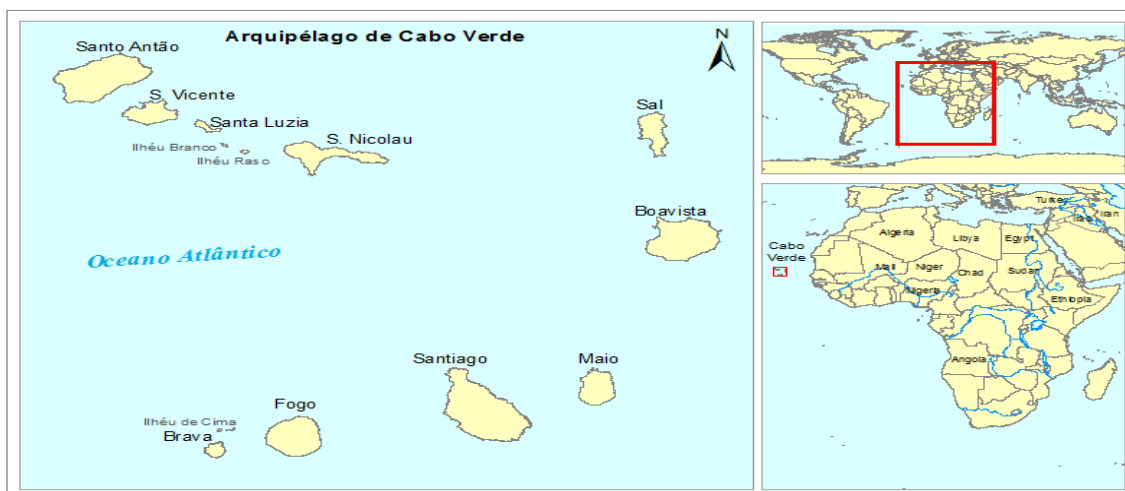 Arquipélago de Cabo Verde
N
Santo Antão
S. Vicente
Santa Luzia
Ilhéu Branco
Ilhéu Raso
S. Nicolau
Sal
Boavista
Oceano Atlântico
Santiago
Maio
Fogo
Ilhéu de Cima
Brava
Cabo
Verde
Turkey
Iraq
Iran
Algeria
Libya
Egypt
Mali
Niger
Chad
Sudan
Nigeria
Ethiopia
Angola